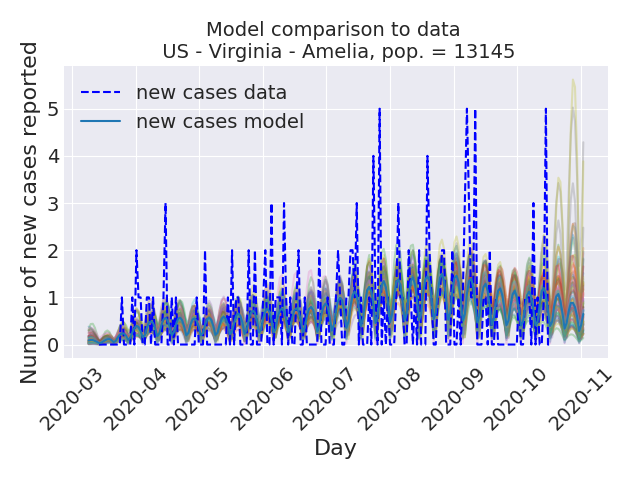 Model comparison to data
US - Virginia - Amelia, pop. = 13145
Number of new cases reported
new cases data
new cases model
5
4
3
2
1
0
2020-03
2020-04
2020-05
2020-06
2020-07
2020-08
2020-09
2020-10
2020-11
Day